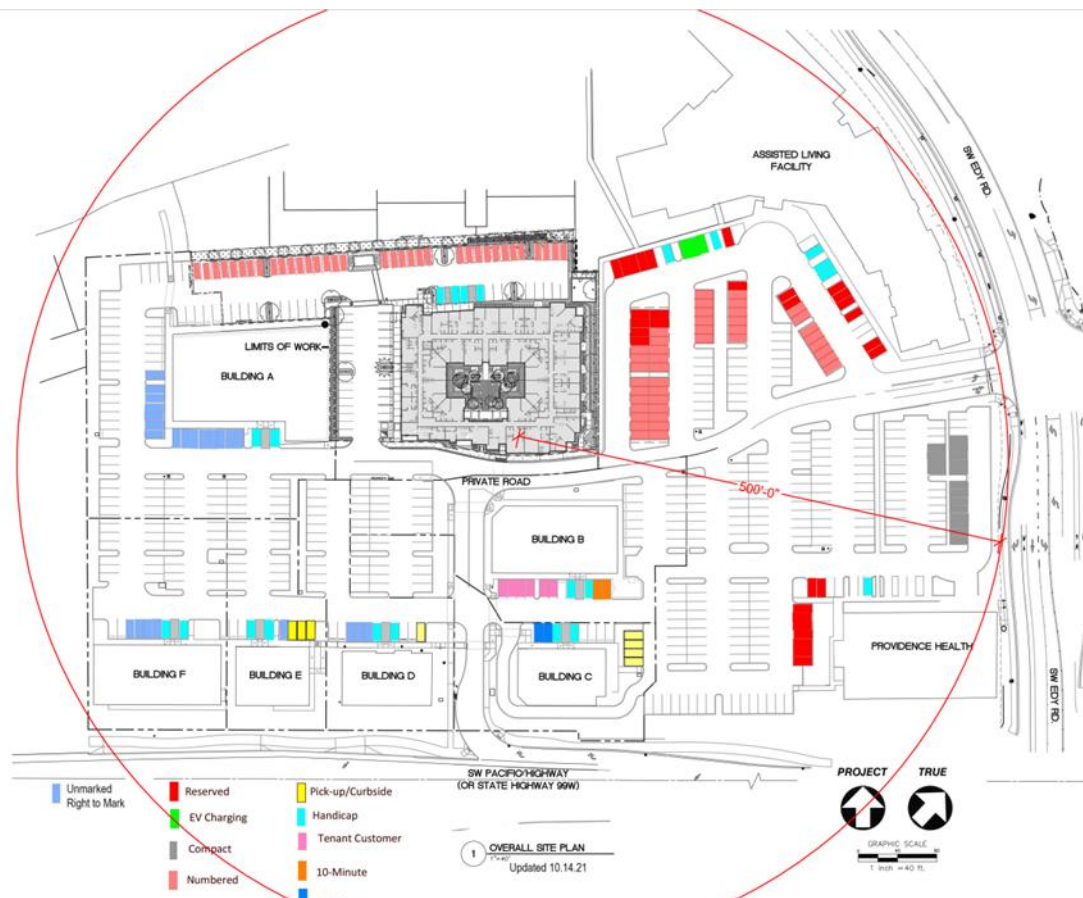 ASSISTED LIVING
FACILITY
SW EDY RD.
LIMITS OF WORK
BUILDING A
500'-0"
PRIVATE ROAD
BUILDING B
BUILDING F
BUILDING E
BUILDING D
BUILDING C
PROVIDENCE HEALTH
SW EDY RD.
SW PACIFIC HIGHWAY
(OR STATE HIGHWAY 99W)
PROJECT
TRUE
Unmarked
Right to Mark
Reserved
EV Charging
Compact
Numbered
Pick-up/Curbside
Handicap
Tenant Customer
10-Minute
1
OVERALL SITE PLAN
1"=40'
Updated 10.14.21
GRAPHIC SCALE
1 inch = 40 ft.